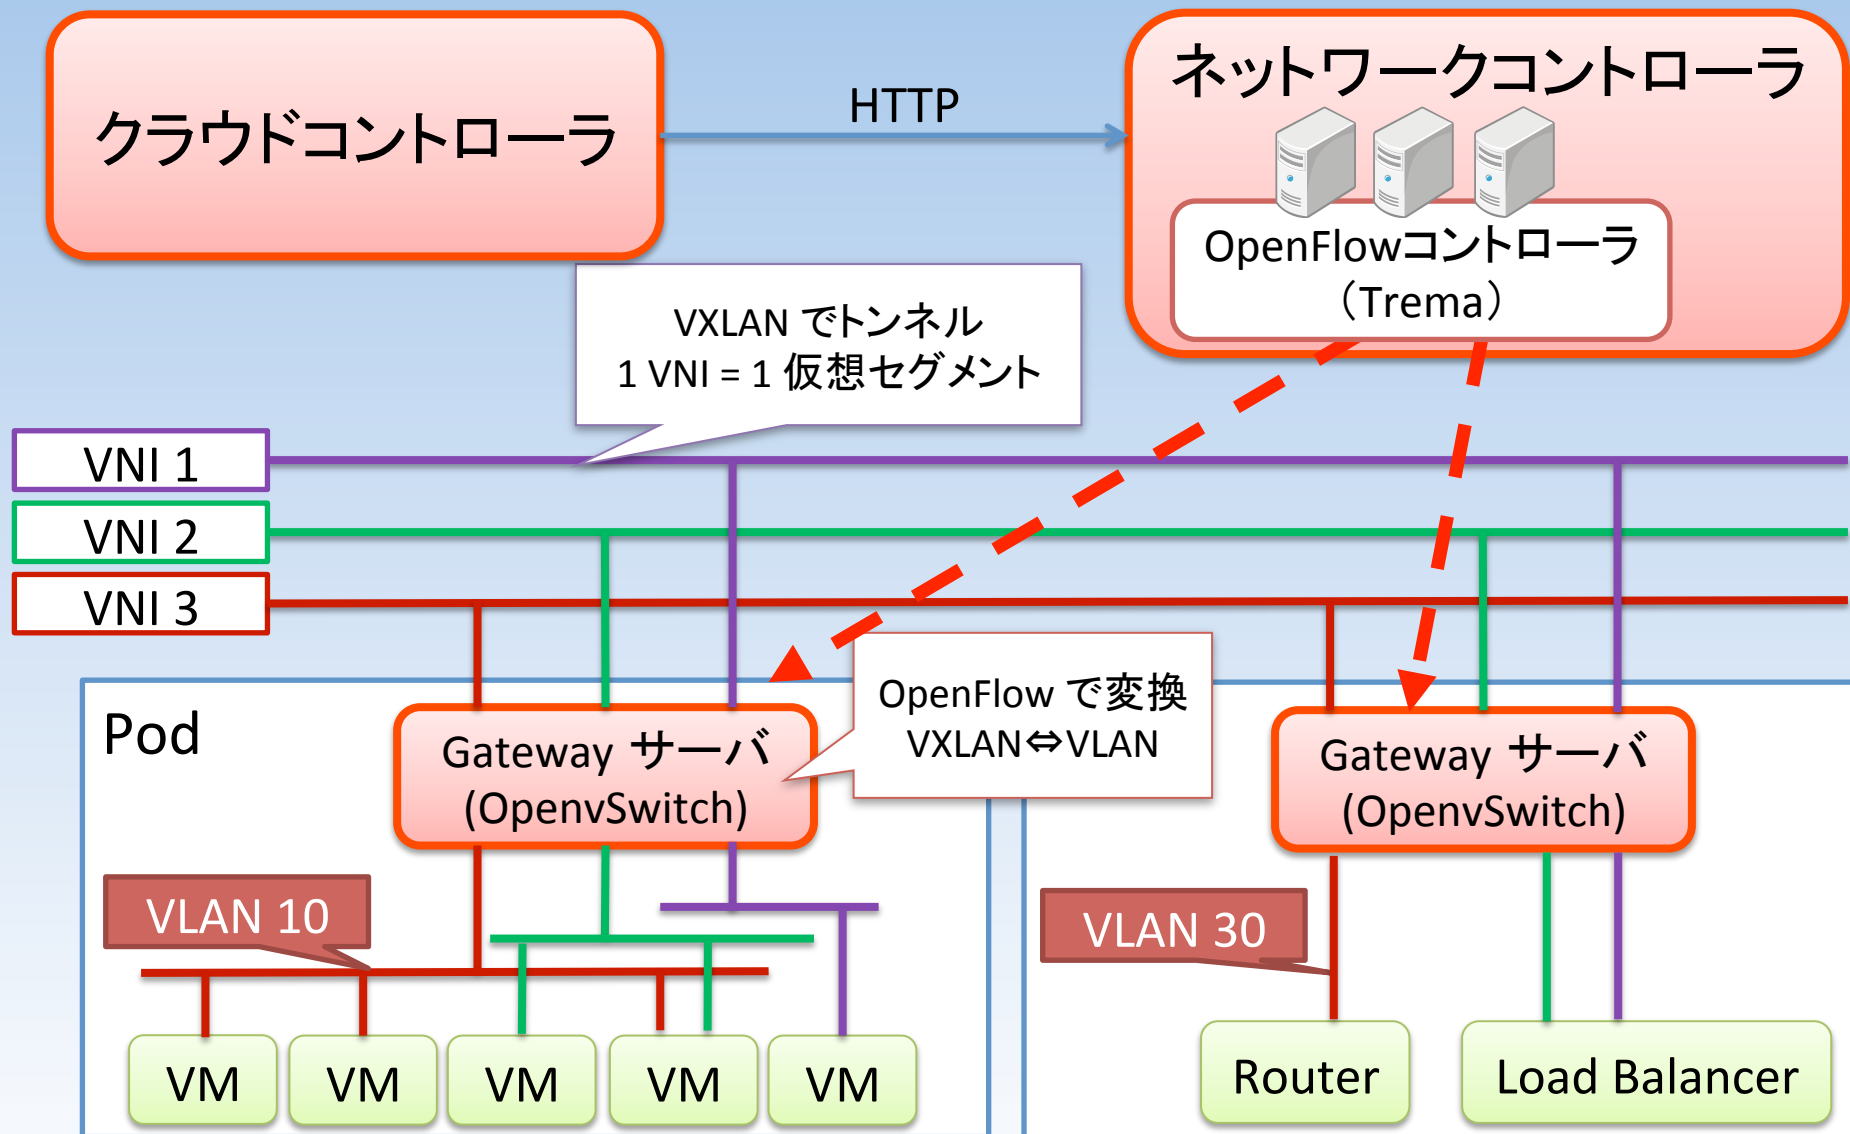 クラウドコントローラ
HTTP
ネットワークコントローラ
OpenFlowコントローラ
（Trema）
VXLAN でトンネル
1 VNI = 1 仮想セグメント
VNI 1
VNI 2
VNI 3
Pod
Gateway サーバ
(OpenvSwitch)
OpenFlow で変換
VXLAN⇔VLAN
Gateway サーバ
(OpenvSwitch)
VLAN 10
VLAN 30
VM
VM
VM
VM
VM
Router
Load Balancer